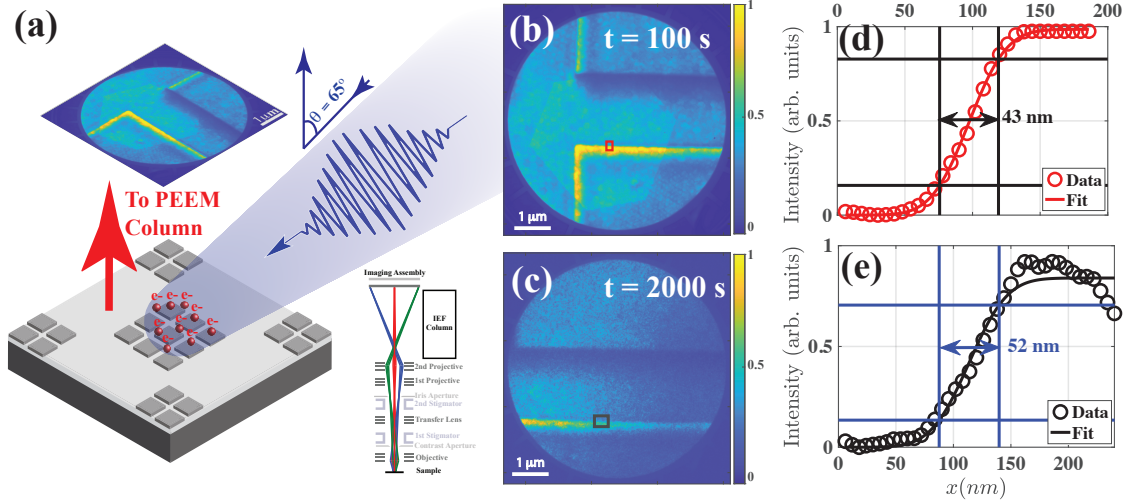 (a)
1 μm
θ = 65°
To PEEM
Column
e- e- e-
e- e-
e- e-
e-
e-
Imaging Assembly
IEF
Column
2nd Projective
1st Projective
Iris Aperture
2nd Stigmator
Transfer Lens
1st Stigmator
Contrast Aperture
Objective
Sample
(b)
t = 100 s
1 μm
1
0.5
0
(c)
t = 2000 s
1 μm
1
0.5
0
0 50 100 150 200
(d)
1
0.5
0
Intensity (arb. units)
43 nm
Data
Fit
(e)
1
0.5
0
Intensity (arb. units)
52 nm
Data
Fit
0 50 100 150 200
x(nm)